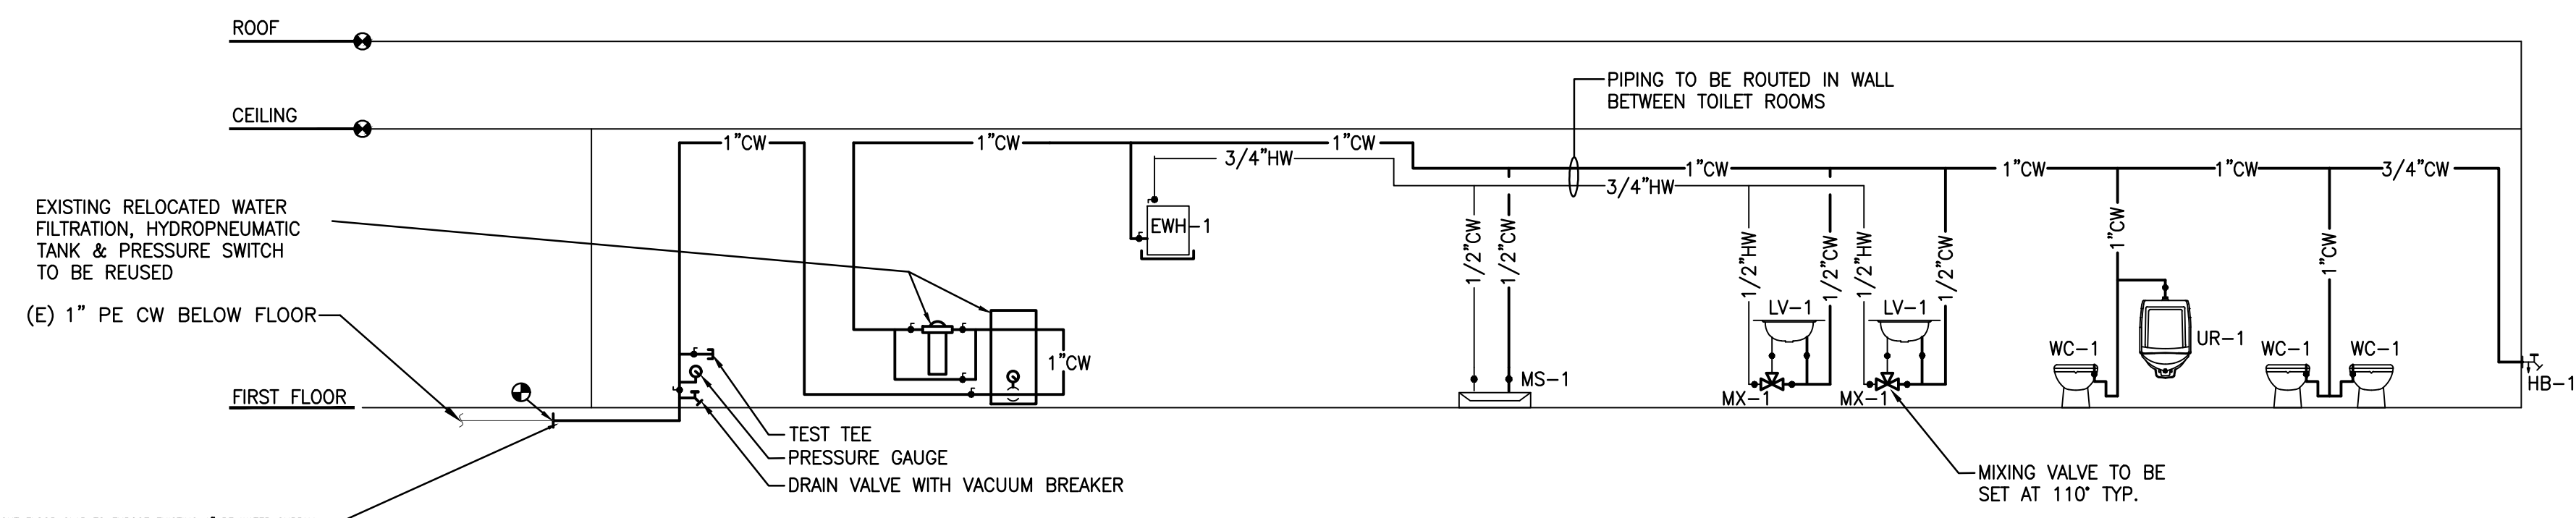 ROOF
CEILING
PIPING TO BE ROUTED IN WALL
BETWEEN TOILET ROOMS
1"CW
1"CW
1"CW
3/4"HW
1"CW
1"CW
1"CW
3/4"CW
3/4"HW
EXISTING RELOCATED WATER
FILTRATION, HYDROPNEUMATIC
TANK & PRESSURE SWITCH
TO BE REUSED
EWH-1
1/2"CW
1/2"CW
1/2"HW
1/2"CW
1/2"HW
1/2"CW
1"CW
1"CW
(E) 1" PE CW BELOW FLOOR
LV-1
LV-1
UR-1
WC-1
WC-1
WC-1
1"CW
MS-1
HB-1
MX-1
MX-1
FIRST FLOOR
TEST TEE
PRESSURE GAUGE
DRAIN VALVE WITH VACUUM BREAKER
MIXING VALVE TO BE
SET AT 110° TYP.